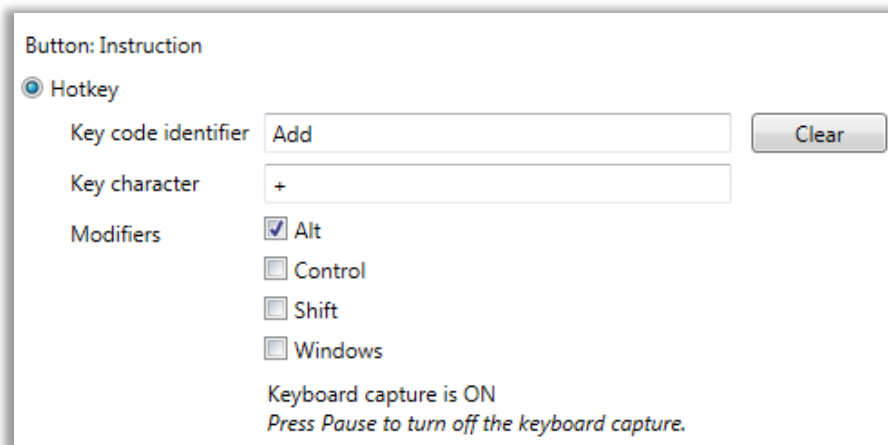 Button: Instruction
Hotkey
Key code identifier Add Clear
Key character +
Modifiers Alt
Control
Shift
Windows
Keyboard capture is ON
Press Pause to turn off the keyboard capture.